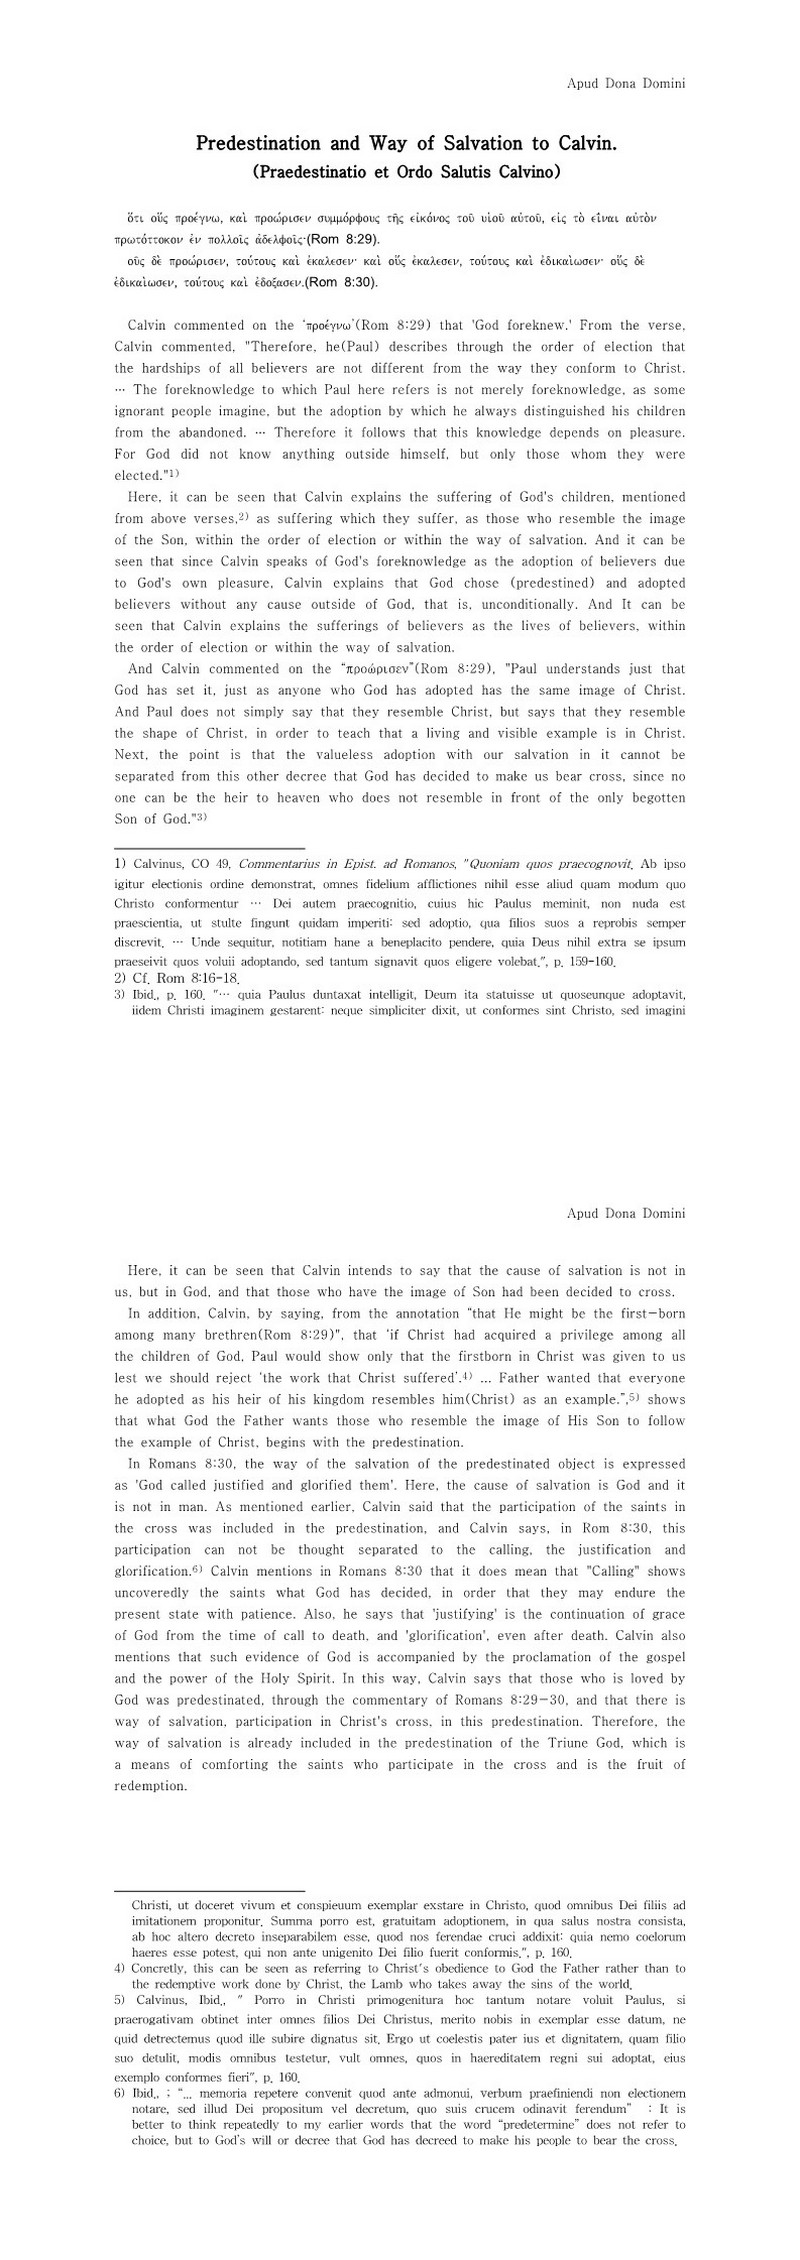 Apud Dona Domini
Predestination and Way of Salvation to Calvin.
(Praedestinatio et Ordo Salutis Calvino)
ὅτι οὕς προέγνω, καὶ προώρισεν συμμόρφους τῆς εἰκόνος τοῦ υἱοῦ αὐτοῦ, εἰς τὸ εἶναι αὐτὸν
πρωτόττοκον ἐν πολλοῖς ἀδελφοῖς·(Rom 8:29).
οὓς δὲ προώρισεν, τούτους καὶ ἐκαλεσεν· καὶ οὕς ἐκαλεσεν, τούτους καὶ ἐδικαὶωσεν· οὕς δὲ
ἐδικαὶωσεν, τούτους καὶ ἐδοξασεν.(Rom 8:30).
Calvin commented on the ‘προέγνω’(Rom 8:29) that 'God foreknew.' From the verse,
Calvin commented, "Therefore, he(Paul) describes through the order of election that
the hardships of all believers are not different from the way they conform to Christ.
… The foreknowledge to which Paul here refers is not merely foreknowledge, as some
ignorant people imagine, but the adoption by which he always distinguished his children
from the abandoned. … Therefore it follows that this knowledge depends on pleasure.
For God did not know anything outside himself, but only those whom they were
elected."1)
Here, it can be seen that Calvin explains the suffering of God's children, mentioned
from above verses,2) as suffering which they suffer, as those who resemble the image
of the Son, within the order of election or within the way of salvation. And it can be
seen that since Calvin speaks of God's foreknowledge as the adoption of believers due
to God's own pleasure, Calvin explains that God chose (predestined) and adopted
believers without any cause outside of God, that is, unconditionally. And It can be
seen that Calvin explains the sufferings of believers as the lives of believers, within
the order of election or within the way of salvation.
And Calvin commented on the “προώρισεν”(Rom 8:29), "Paul understands just that
God has set it, just as anyone who God has adopted has the same image of Christ.
And Paul does not simply say that they resemble Christ, but says that they resemble
the shape of Christ, in order to teach that a living and visible example is in Christ.
Next, the point is that the valueless adoption with our salvation in it cannot be
separated from this other decree that God has decided to make us bear cross, since no
one can be the heir to heaven who does not resemble in front of the only begotten
Son of God."3)
1) Calvinus, CO 49, Commentarius in Epist. ad Romanos, "Quoniam quos praecognovit. Ab ipso
igitur electionis ordine demonstrat, omnes fidelium afflictiones nihil esse aliud quam modum quo
Christo conformentur … Dei autem praecognitio, cuius hic Paulus meminit, non nuda est
praescientia, ut stulte fingunt quidam imperiti: sed adoptio, qua filios suos a reprobis semper
discrevit. … Unde sequitur, notitiam hane a beneplacito pendere, quia Deus nihil extra se ipsum
praeseivit quos voluii adoptando, sed tantum signavit quos eligere volebat.", p. 159-160.
2) Cf. Rom 8:16-18.
3) Ibid., p. 160. "… quia Paulus duntaxat intelligit, Deum ita statuisse ut quoseunque adoptavit,
iidem Christi imaginem gestarent: neque simpliciter dixit, ut conformes sint Christo, sed imagini
Apud Dona Domini
Here, it can be seen that Calvin intends to say that the cause of salvation is not in
us, but in God, and that those who have the image of Son had been decided to cross.
In addition, Calvin, by saying, from the annotation “that He might be the first-born
among many brethren(Rom 8:29)", that ‘if Christ had acquired a privilege among all
the children of God, Paul would show only that the firstborn in Christ was given to us
lest we should reject ‘the work that Christ suffered’.4) ... Father wanted that everyone
he adopted as his heir of his kingdom resembles him(Christ) as an example.”,5) shows
that what God the Father wants those who resemble the image of His Son to follow
the example of Christ, begins with the predestination.
In Romans 8:30, the way of the salvation of the predestinated object is expressed
as 'God called justified and glorified them'. Here, the cause of salvation is God and it
is not in man. As mentioned earlier, Calvin said that the participation of the saints in
the cross was included in the predestination, and Calvin says, in Rom 8:30, this
participation can not be thought separated to the calling, the justification and
glorification.6) Calvin mentions in Romans 8:30 that it does mean that "Calling" shows
uncoveredly the saints what God has decided, in order that they may endure the
present state with patience. Also, he says that 'justifying' is the continuation of grace
of God from the time of call to death, and 'glorification', even after death. Calvin also
mentions that such evidence of God is accompanied by the proclamation of the gospel
and the power of the Holy Spirit. In this way, Calvin says that those who is loved by
God was predestinated, through the commentary of Romans 8:29-30, and that there is
way of salvation, participation in Christ's cross, in this predestination. Therefore, the
way of salvation is already included in the predestination of the Triune God, which is
a means of comforting the saints who participate in the cross and is the fruit of
redemption.
Christi, ut doceret vivum et conspieuum exemplar exstare in Christo, quod omnibus Dei filiis ad
imitationem proponitur. Summa porro est, gratuitam adoptionem, in qua salus nostra consista,
ab hoc altero decreto inseparabilem esse, quod nos ferendae cruci addixit: quia nemo coelorum
haeres esse potest, qui non ante unigenito Dei filio fuerit conformis.", p. 160.
4) Concretly, this can be seen as referring to Christ's obedience to God the Father rather than to
the redemptive work done by Christ, the Lamb who takes away the sins of the world.
5) Calvinus, Ibid., " Porro in Christi primogenitura hoc tantum notare voluit Paulus, si
praerogativam obtinet inter omnes filios Dei Christus, merito nobis in exemplar esse datum, ne
quid detrectemus quod ille subire dignatus sit. Ergo ut coelestis pater ius et dignitatem, quam filio
suo detulit, modis omnibus testetur, vult omnes, quos in haereditatem regni sui adoptat, eius
exemplo conformes fieri", p. 160.
6) Ibid., ; “... memoria repetere convenit quod ante admonui, verbum praefiniendi non electionem
notare, sed illud Dei propositum vel decretum, quo suis crucem odinavit ferendum” : It is
better to think repeatedly to my earlier words that the word “predetermine” does not refer to
choice, but to God's will or decree that God has decreed to make his people to bear the cross.